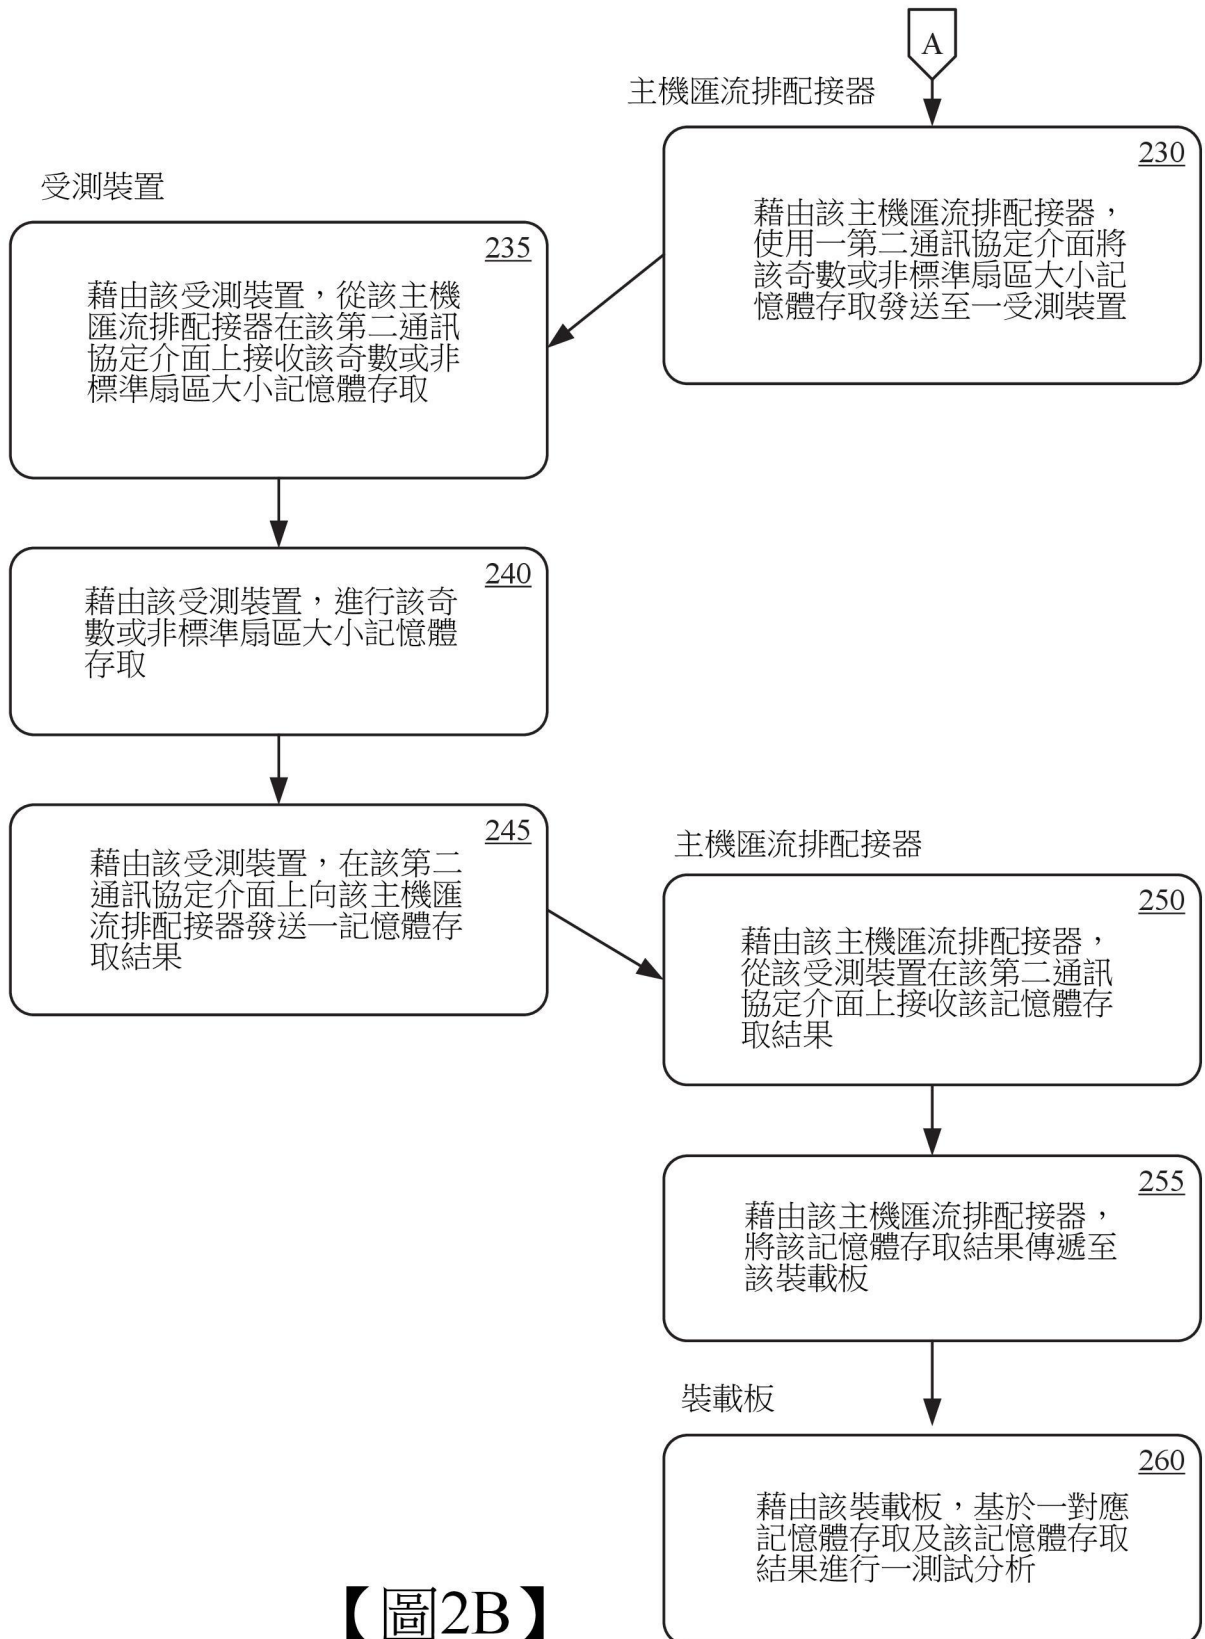 A
主機匯流排配接器
230
藉由該主機匯流排配接器，
使用一第二通訊協定介面將
該奇數或非標準扇區大小記
憶體存取發送至一受測裝置
受測裝置
235
藉由該受測裝置，從該主機
匯流排配接器在該第二通訊
協定介面上接收該奇數或非
標準扇區大小記憶體存取
240
藉由該受測裝置，進行該奇
數或非標準扇區大小記憶體
存取
245
藉由該受測裝置，在該第二
通訊協定介面上向該主機匯
流排配接器發送一記憶體存
取結果
主機匯流排配接器
250
藉由該主機匯流排配接器，
從該受測裝置在該第二通訊
協定介面上接收該記憶體存
取結果
255
藉由該主機匯流排配接器，
將該記憶體存取結果傳遞至
該裝載板
裝載板
260
藉由該裝載板，基於一對應
記憶體存取及該記憶體存取
結果進行一測試分析
【圖2B】